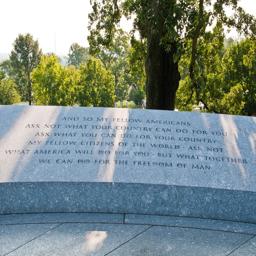 AND SO MY FELLOW AMERICANS
ASK NOT WHAT YOUR COUNTRY CAN DO FOR YOU
ASK WHAT YOU CAN DO FOR YOUR COUNTRY
MY FELLOW CITIZENS OF THE WORLD · ASK NOT
WHAT AMERICA WILL DO FOR YOU · BUT WHAT TOGETHER
WE CAN DO FOR THE FREEDOM OF MAN